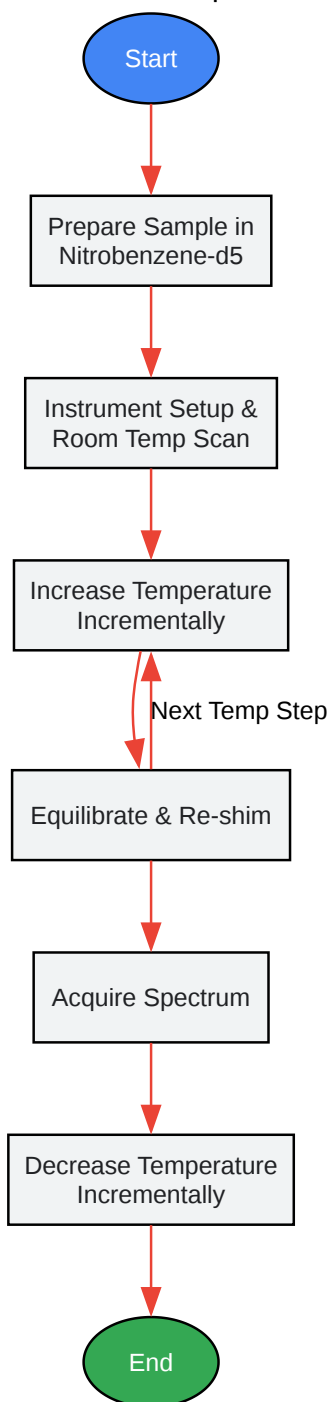 Start
Prepare Sample in
Nitrobenzene-d5
Instrument Setup &
Room Temp Scan
Increase Temperature
Incrementally
Next Temp Step
Equilibrate & Re-shim
Acquire Spectrum
Decrease Temperature
Incrementally
End